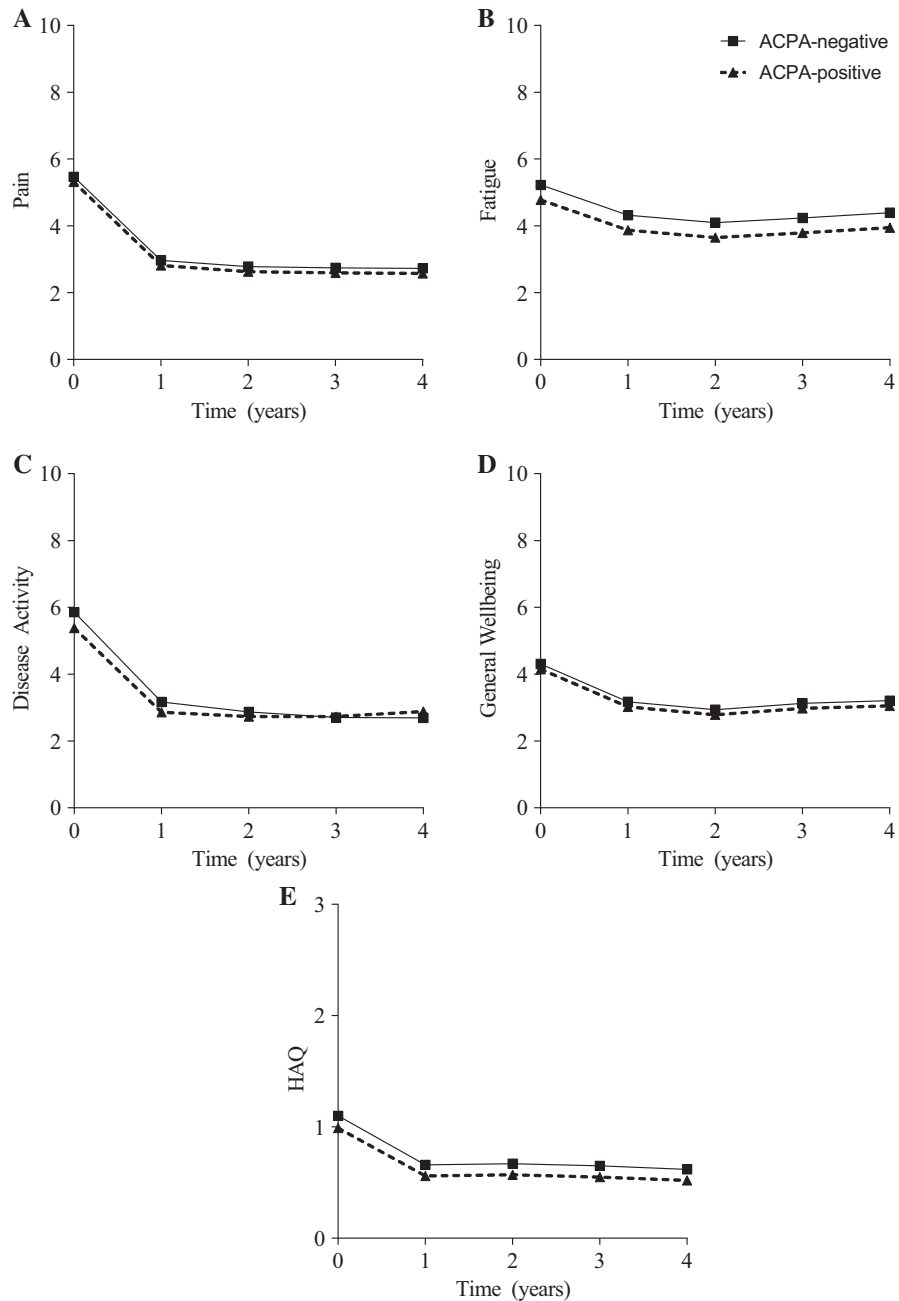 A
10
8
6
4
2
0
Pain
0 1 2 3 4
Time (years)
B
10
8
6
4
2
0
Fatigue
ACPA-negative
ACPA-positive
0 1 2 3 4
Time (years)
C
10
8
6
4
2
0
Disease Activity
0 1 2 3 4
Time (years)
D
10
8
6
4
2
0
General Wellbeing
0 1 2 3 4
Time (years)
E
3
2
1
0
HAQ
0 1 2 3 4
Time (years)